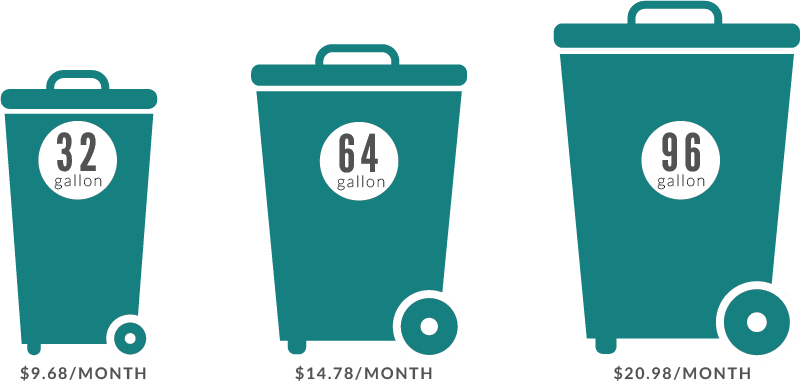 32
gallon
$9.68/MONTH
64
gallon
$14.78/MONTH
96
gallon
$20.98/MONTH